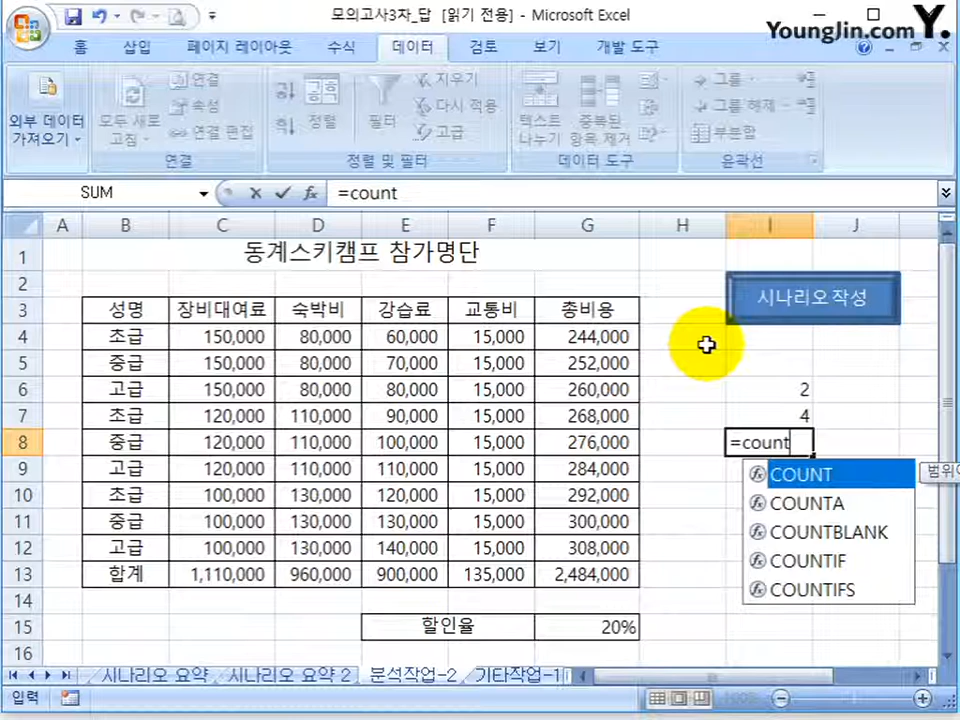 모의고사3차_답 [읽기 전용] - Microsoft Excel
YoungJin.com Y.
홈 삽입 페이지 레이아웃 수식 데이터 검토 보기 개발 도구
외부 데이터 가져오기
모두 새로 고침
연결
속성
연결 편집
연결
정렬
필터
지우기
다시 적용
고급
정렬 및 필터
텍스트 나누기
중복된 항목 제거
데이터 도구
그룹
그룹 해제
부분합
윤곽선
SUM =count
A B C D E F G H I J
1 동계스키캠프 참가명단
2
시나리오작성
3 성명 장비대여료 숙박비 강습료 교통비 총비용
4 초급 150,000 80,000 60,000 15,000 244,000
5 중급 150,000 80,000 70,000 15,000 252,000
6 고급 150,000 80,000 80,000 15,000 260,000 2
7 초급 120,000 110,000 90,000 15,000 268,000 4
8 중급 120,000 110,000 100,000 15,000 276,000 =count
9 고급 120,000 110,000 110,000 15,000 284,000
10 초급 100,000 130,000 120,000 15,000 292,000
11 중급 100,000 130,000 130,000 15,000 300,000
12 고급 100,000 130,000 140,000 15,000 308,000
13 합계 1,110,000 960,000 900,000 135,000 2,484,000
14
15 할인율 20%
16
COUNT
COUNTA
COUNTBLANK
COUNTIF
COUNTIFS
시나리오 요약 시나리오 요약 2 분석작업-2 기타작업-1
입력 100%